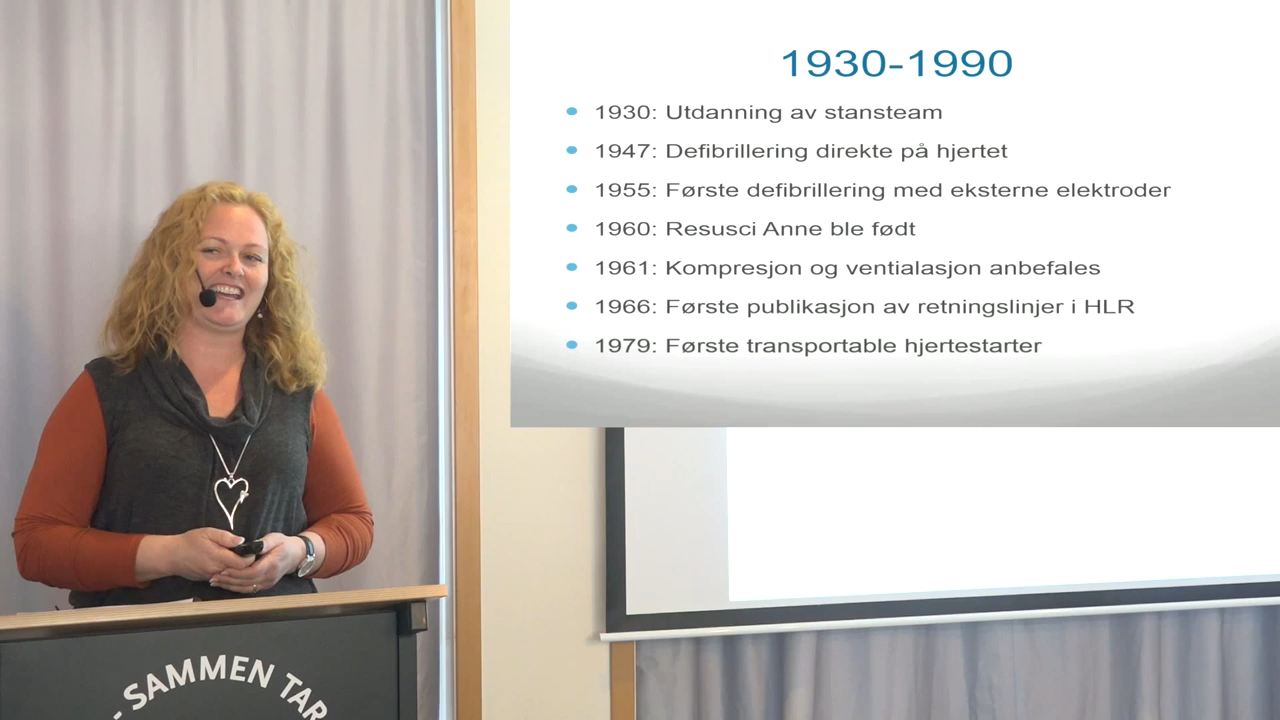 1930-1990
• 1930: Utdanning av stansteam
• 1947: Defibrillering direkte på hjertet
• 1955: Første defibrillering med eksterne elektroder
• 1960: Resusci Anne ble født
• 1961: Kompresjon og ventialasjon anbefales
• 1966: Første publikasjon av retningslinjer i HLR
• 1979: Første transportable hjertestarter
- SAMMEN TAR